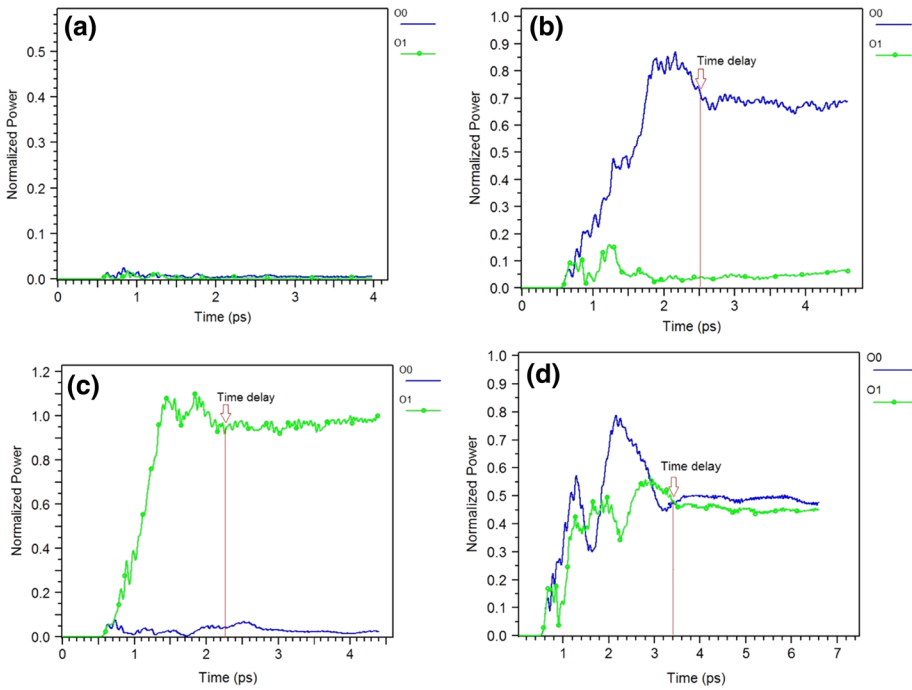 (a)
O0
O1
Normalized Power
0.5
0.4
0.3
0.2
0.1
0.0
0 1 2 3 4
Time (ps)
(b)
O0
O1
Time delay
Normalized Power
1.0
0.9
0.8
0.7
0.6
0.5
0.4
0.3
0.2
0.1
0.0
0 1 2 3 4
Time (ps)
(c)
O0
O1
Time delay
Normalized Power
1.2
1.0
0.8
0.6
0.4
0.2
0.0
0 1 2 3 4
Time (ps)
(d)
O0
O1
Time delay
Normalized Power
1.0
0.9
0.8
0.7
0.6
0.5
0.4
0.3
0.2
0.1
0.0
1 2 3 4 5 6 7
Time (ps)